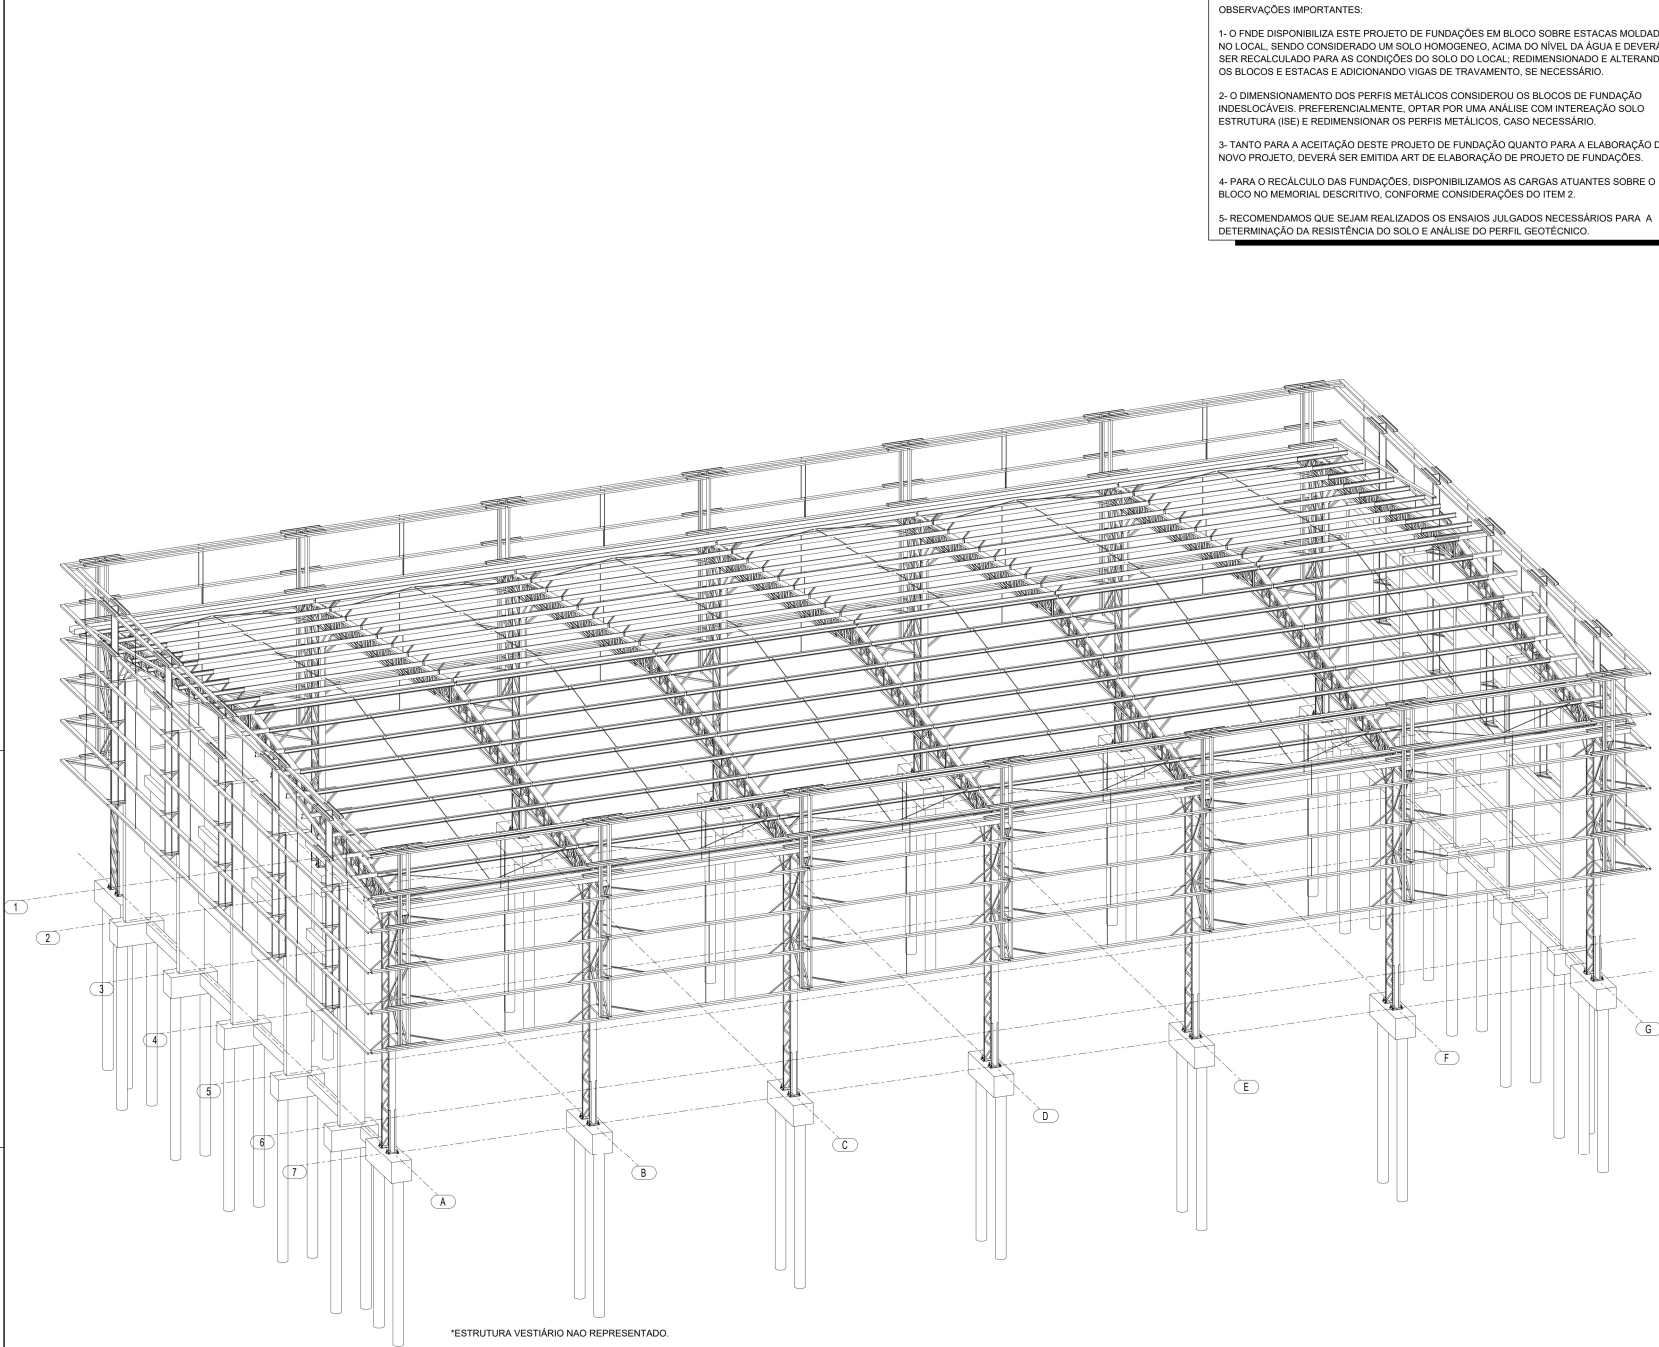 OBSERVAÇÕES IMPORTANTES:
1- O FNDE DISPONIBILIZA ESTE PROJETO DE FUNDAÇÕES EM BLOCO SOBRE ESTACAS MOLDAD
NO LOCAL, SENDO CONSIDERADO UM SOLO HOMOGENEO, ACIMA DO NÍVEL DA ÁGUA E DEVERÁ
SER RECALCULADO PARA AS CONDIÇÕES DO SOLO DO LOCAL; REDIMENSIONADO E ALTERAND
OS BLOCOS E ESTACAS E ADICIONANDO VIGAS DE TRAVAMENTO, SE NECESSÁRIO.
2- O DIMENSIONAMENTO DOS PERFIS METÁLICOS CONSIDEROU OS BLOCOS DE FUNDAÇÃO
INDESLOCÁVEIS. PREFERENCIALMENTE, OPTAR POR UMA ANÁLISE COM INTEREAÇÃO SOLO
ESTRUTURA (ISE) E REDIMENSIONAR OS PERFIS METÁLICOS, CASO NECESSÁRIO.
3- TANTO PARA A ACEITAÇÃO DESTE PROJETO DE FUNDAÇÃO QUANTO PARA A ELABORAÇÃO D
NOVO PROJETO, DEVERÁ SER EMITIDA ART DE ELABORAÇÃO DE PROJETO DE FUNDAÇÕES.
4- PARA O RECÁLCULO DAS FUNDAÇÕES, DISPONIBILIZAMOS AS CARGAS ATUANTES SOBRE O
BLOCO NO MEMORIAL DESCRITIVO, CONFORME CONSIDERAÇÕES DO ITEM 2.
5- RECOMENDAMOS QUE SEJAM REALIZADOS OS ENSAIOS JULGADOS NECESSÁRIOS PARA A
DETERMINAÇÃO DA RESISTÊNCIA DO SOLO E ANÁLISE DO PERFIL GEOTÉCNICO.
1
2
3
4
5
6
7
A
B
C
D
E
F
G
*ESTRUTURA VESTIÁRIO NAO REPRESENTADO.